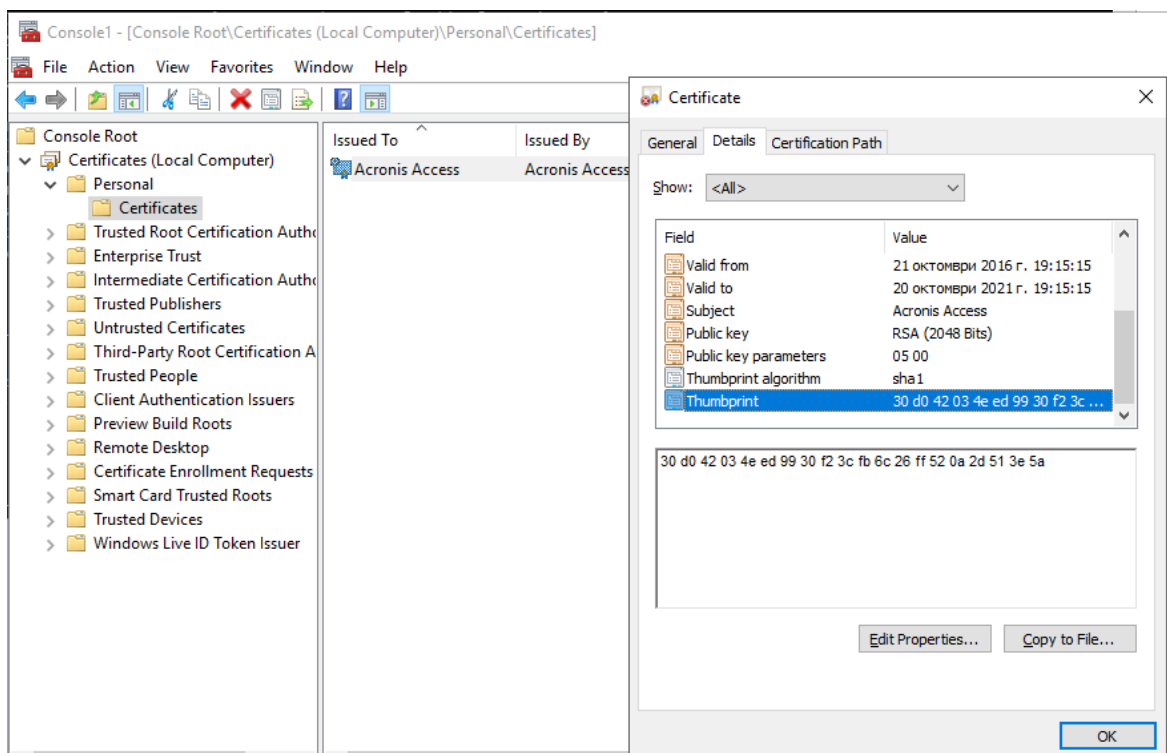 Console1 - [Console Root\Certificates (Local Computer)\Personal\Certificates]
File Action View Favorites Window Help
Console Root
Certificates (Local Computer)
Personal
Certificates
Trusted Root Certification Autho
Enterprise Trust
Intermediate Certification Autho
Trusted Publishers
Untrusted Certificates
Third-Party Root Certification A
Trusted People
Client Authentication Issuers
Preview Build Roots
Remote Desktop
Certificate Enrollment Requests
Smart Card Trusted Roots
Trusted Devices
Windows Live ID Token Issuer
Issued To Issued By
Acronis Access Acronis Access
Certificate
General Details Certification Path
Show: <All>
Field Value
Valid from 21 октомври 2016 г. 19:15:15
Valid to 20 октомври 2021 г. 19:15:15
Subject Acronis Access
Public key RSA (2048 Bits)
Public key parameters 05 00
Thumbprint algorithm sha1
Thumbprint 30 d0 42 03 4e ed 99 30 f2 3c ...
30 d0 42 03 4e ed 99 30 f2 3c fb 6c 26 ff 52 0a 2d 51 3e 5a
Edit Properties... Copy to File...
OK